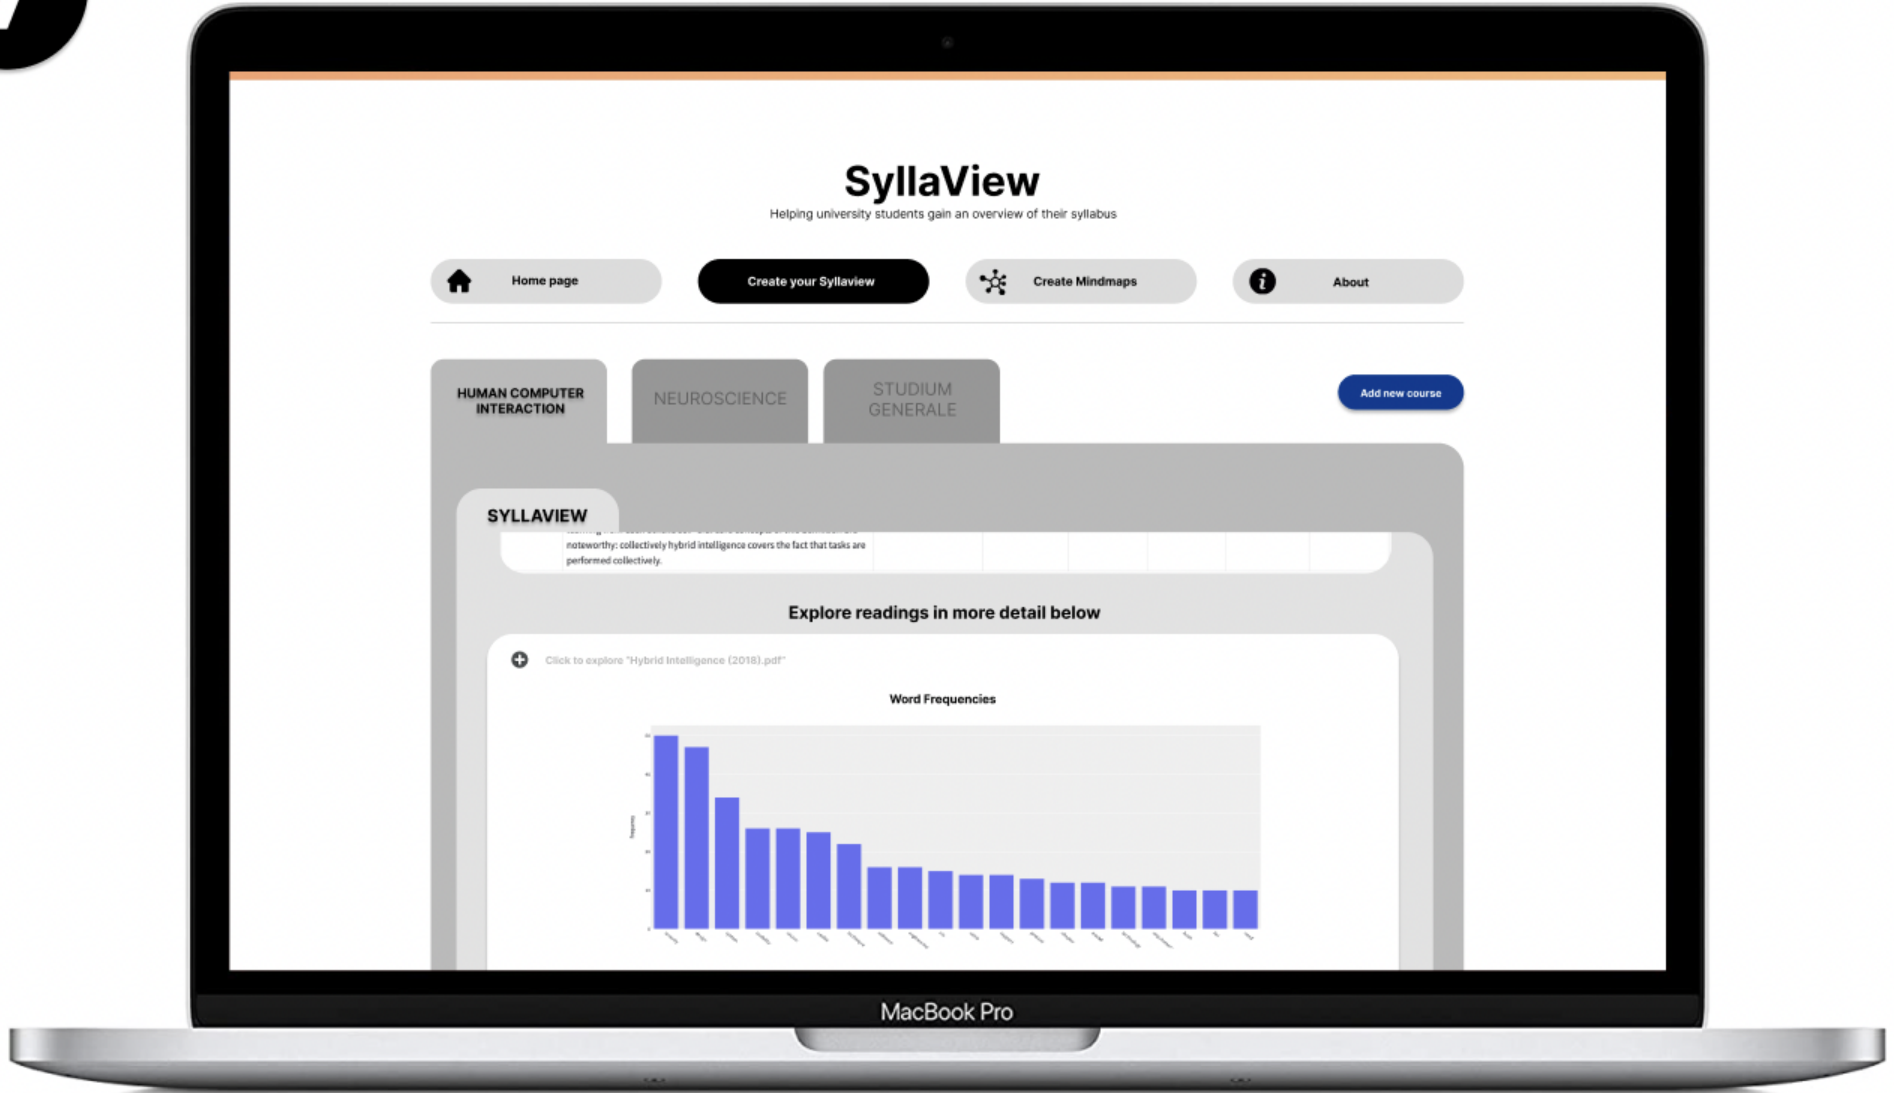 SyllaView
Helping university students gain an overview of their syllabus
Home page
Create your Syllaview
Create Mindmaps
About
HUMAN COMPUTER
INTERACTION
NEUROSCIENCE
STUDIUM
GENERALE
Add new course
SYLLAVIEW
noteworthy: collectively hybrid intelligence covers the fact that tasks are
performed collectively.
Explore readings in more detail below
Click to explore "Hybrid Intelligence (2018).pdf"
Word Frequencies
MacBook Pro